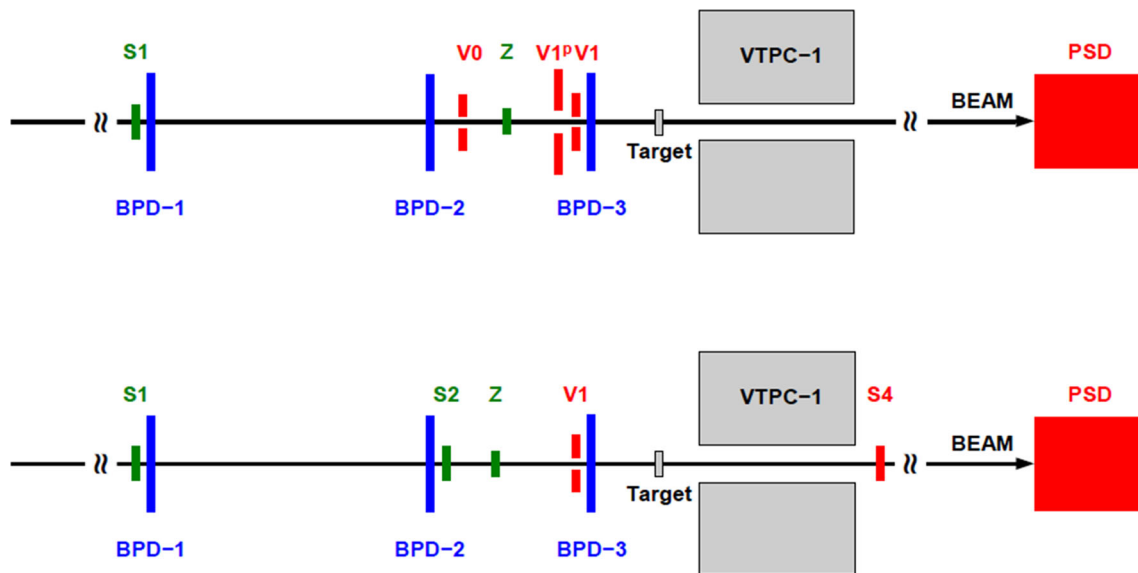 S1 V0 Z V1p V1 VTPC−1 PSD
BEAM
Target
BPD−1 BPD−2 BPD−3
S1 S2 Z V1 VTPC−1 S4 PSD
BEAM
Target
BPD−1 BPD−2 BPD−3